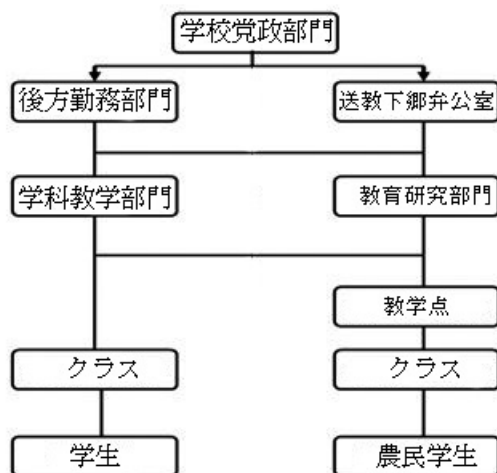 学校党政部門
後方勤務部門
送教下郷弁公室
学科教学部門
教育研究部門
教学点
クラス
クラス
学生
農民学生